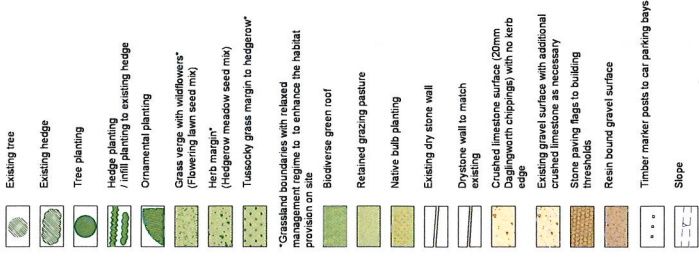 Existing tree
Existing hedge
Tree planting
Hedge planting
/ infill planting to existing hedge
Ornamental planting
Grass verge with wildflowers*
(Flowering lawn seed mix)
Herb margin*
(Hedgerow meadow seed mix)
Tussocky grass margin to hedgerow*
*Grassland boundaries with relaxed
management regime to to enhance the habitat
provision on site
Biodiverse green roof
Retained grazing pasture
Native bulb planting
Existing dry stone wall
Drystone wall to match
existing
Crushed limestone surface (20mm
Daglingworth chippings) with no kerb
edge
Existing gravel surface with additional
crushed limestone as necessary
Stone paving flags to building
thresholds
Resin bound gravel surface
Timber marker posts to car parking bays
Slope